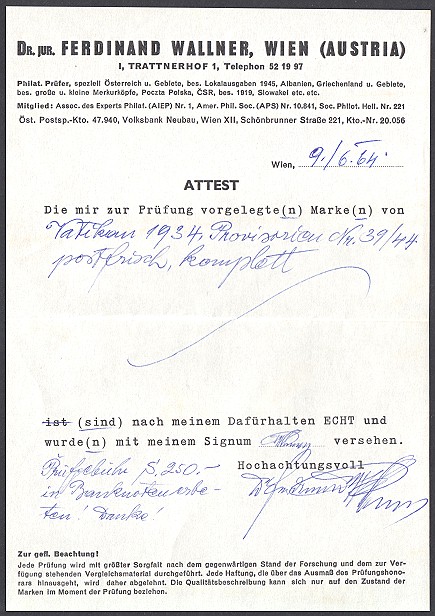 DR. JUR. FERDINAND WALLNER, WIEN (AUSTRIA)
I, TRATTNERHOF 1, Telephon 52 19 97
Philat. Prüfer, speziell Österreich u. Gebiete, bes. Lokalausgaben 1945, Albanien, Griechenland u. Gebiete,
bes. große u. kleine Merkurköpfe, Poczta Polska, ČSR, bes. 1919, Slowakei etc. etc.
Mitglied: Assoc. des Experts Philat. (AIEP) Nr. 1, Amer. Phil. Soc. (APS) Nr. 10.841, Soc. Philot. Hell. Nr. 221
Öst. Postsp.-Kto. 47.940, Volksbank Neubau, Wien XII, Schönbrunner Straße 221, Kto.-Nr. 20.056
Wien, 9./6.64.
ATTEST
Die mir zur Prüfung vorgelegte(n) Marke(n) von
Vatikan 1934, Provisorien Nr. 39/44
postfrisch, komplett
ist (sind) nach meinem Dafürhalten ECHT und
wurde(n) mit meinem Signum versehen.
Hochachtungsvoll
Prüfgebühr S. 250.-
in Banknoten erbe-
ten! Danke!
Zur gefl. Beachtung!
Jede Prüfung wird mit größter Sorgfalt nach dem gegenwärtigen Stand der Forschung und dem zur Ver-
fügung stehenden Vergleichsmaterial durchgeführt. Jede Haftung, die über das Ausmaß des Prüfungshono-
rars hinausgeht, wird daher abgelehnt. Die Qualitätsbeschreibung kann sich nur auf den Zustand der
Marken im Moment der Prüfung beziehen.